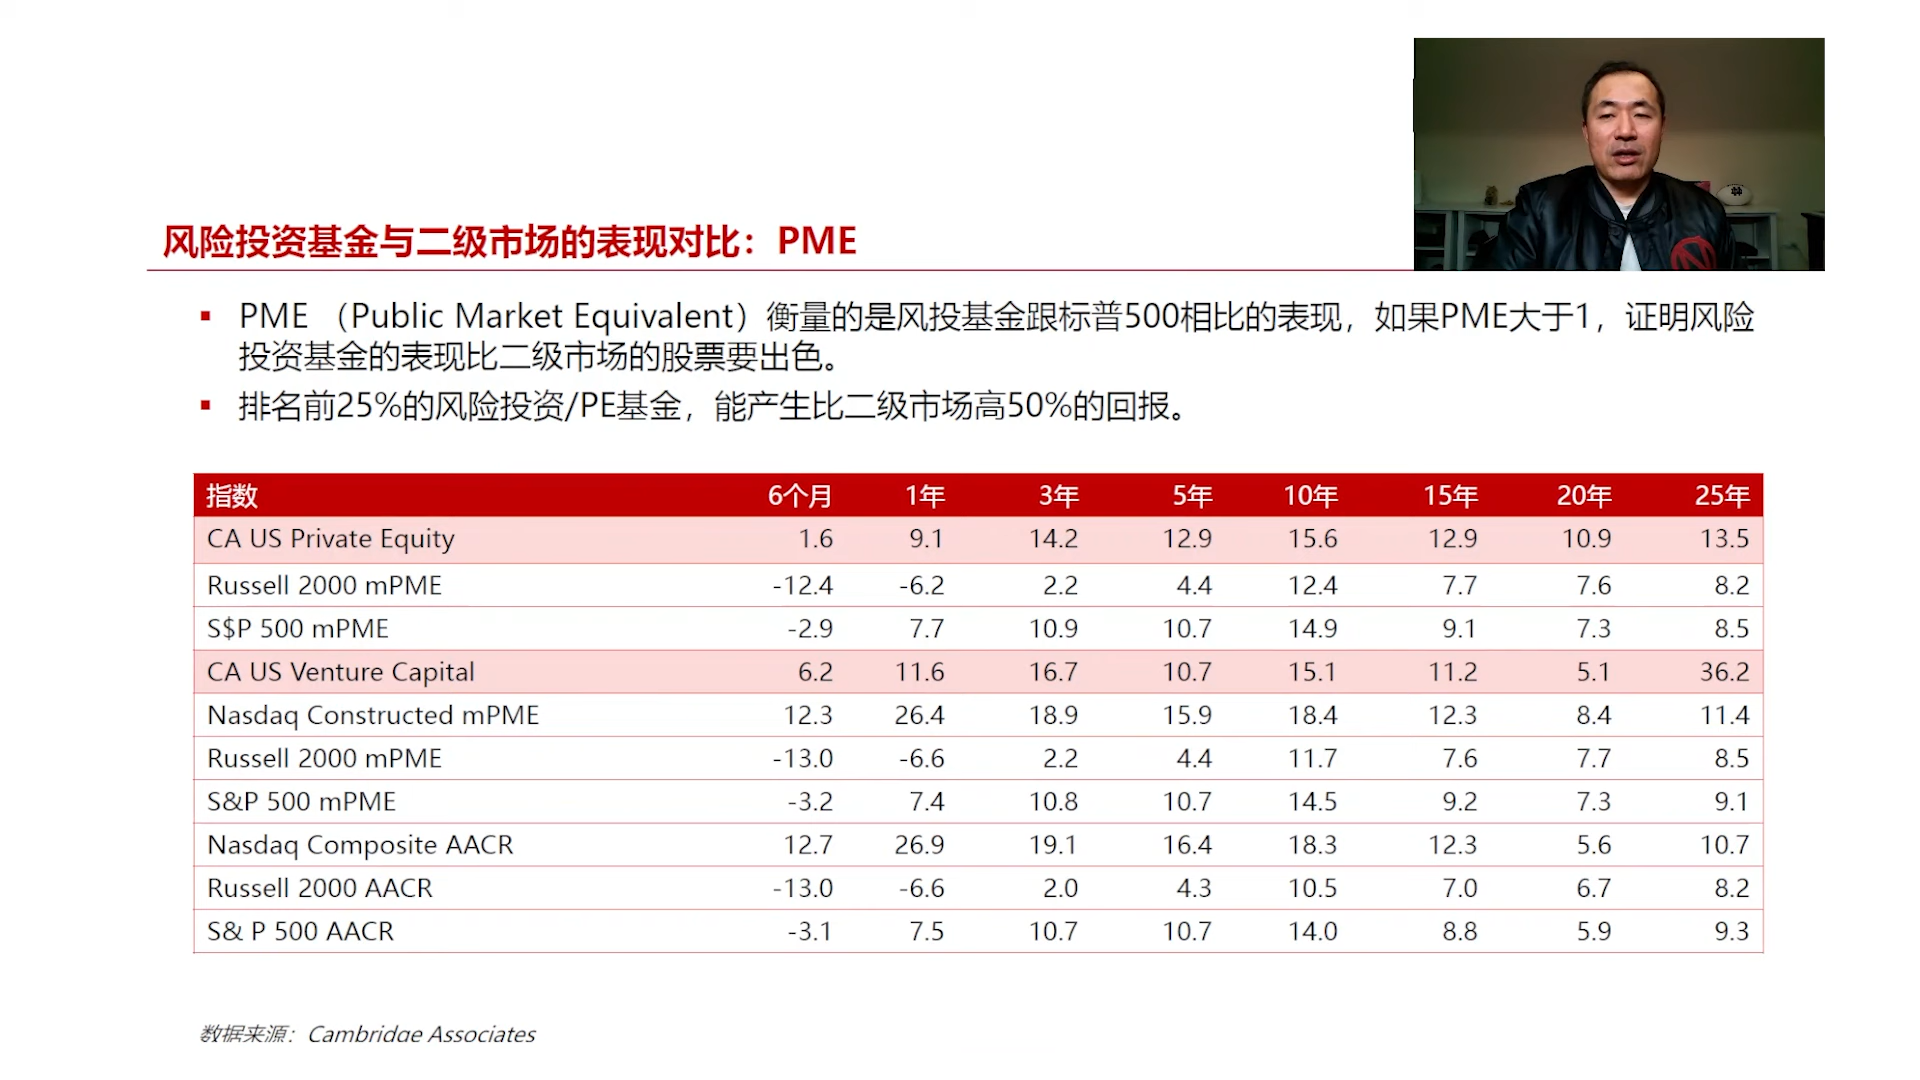 风险投资基金与二级市场的表现对比：PME
PME （Public Market Equivalent）衡量的是风投基金跟标普500相比的表现，如果PME大于1，证明风险
投资基金的表现比二级市场的股票要出色。
排名前25%的风险投资/PE基金，能产生比二级市场高50%的回报。
指数 6个月 1年 3年 5年 10年 15年 20年 25年
CA US Private Equity 1.6 9.1 14.2 12.9 15.6 12.9 10.9 13.5
Russell 2000 mPME -12.4 -6.2 2.2 4.4 12.4 7.7 7.6 8.2
S$P 500 mPME -2.9 7.7 10.9 10.7 14.9 9.1 7.3 8.5
CA US Venture Capital 6.2 11.6 16.7 10.7 15.1 11.2 5.1 36.2
Nasdaq Constructed mPME 12.3 26.4 18.9 15.9 18.4 12.3 8.4 11.4
Russell 2000 mPME -13.0 -6.6 2.2 4.4 11.7 7.6 7.7 8.5
S&P 500 mPME -3.2 7.4 10.8 10.7 14.5 9.2 7.3 9.1
Nasdaq Composite AACR 12.7 26.9 19.1 16.4 18.3 12.3 5.6 10.7
Russell 2000 AACR -13.0 -6.6 2.0 4.3 10.5 7.0 6.7 8.2
S& P 500 AACR -3.1 7.5 10.7 10.7 14.0 8.8 5.9 9.3
数据来源：Cambridge Associates